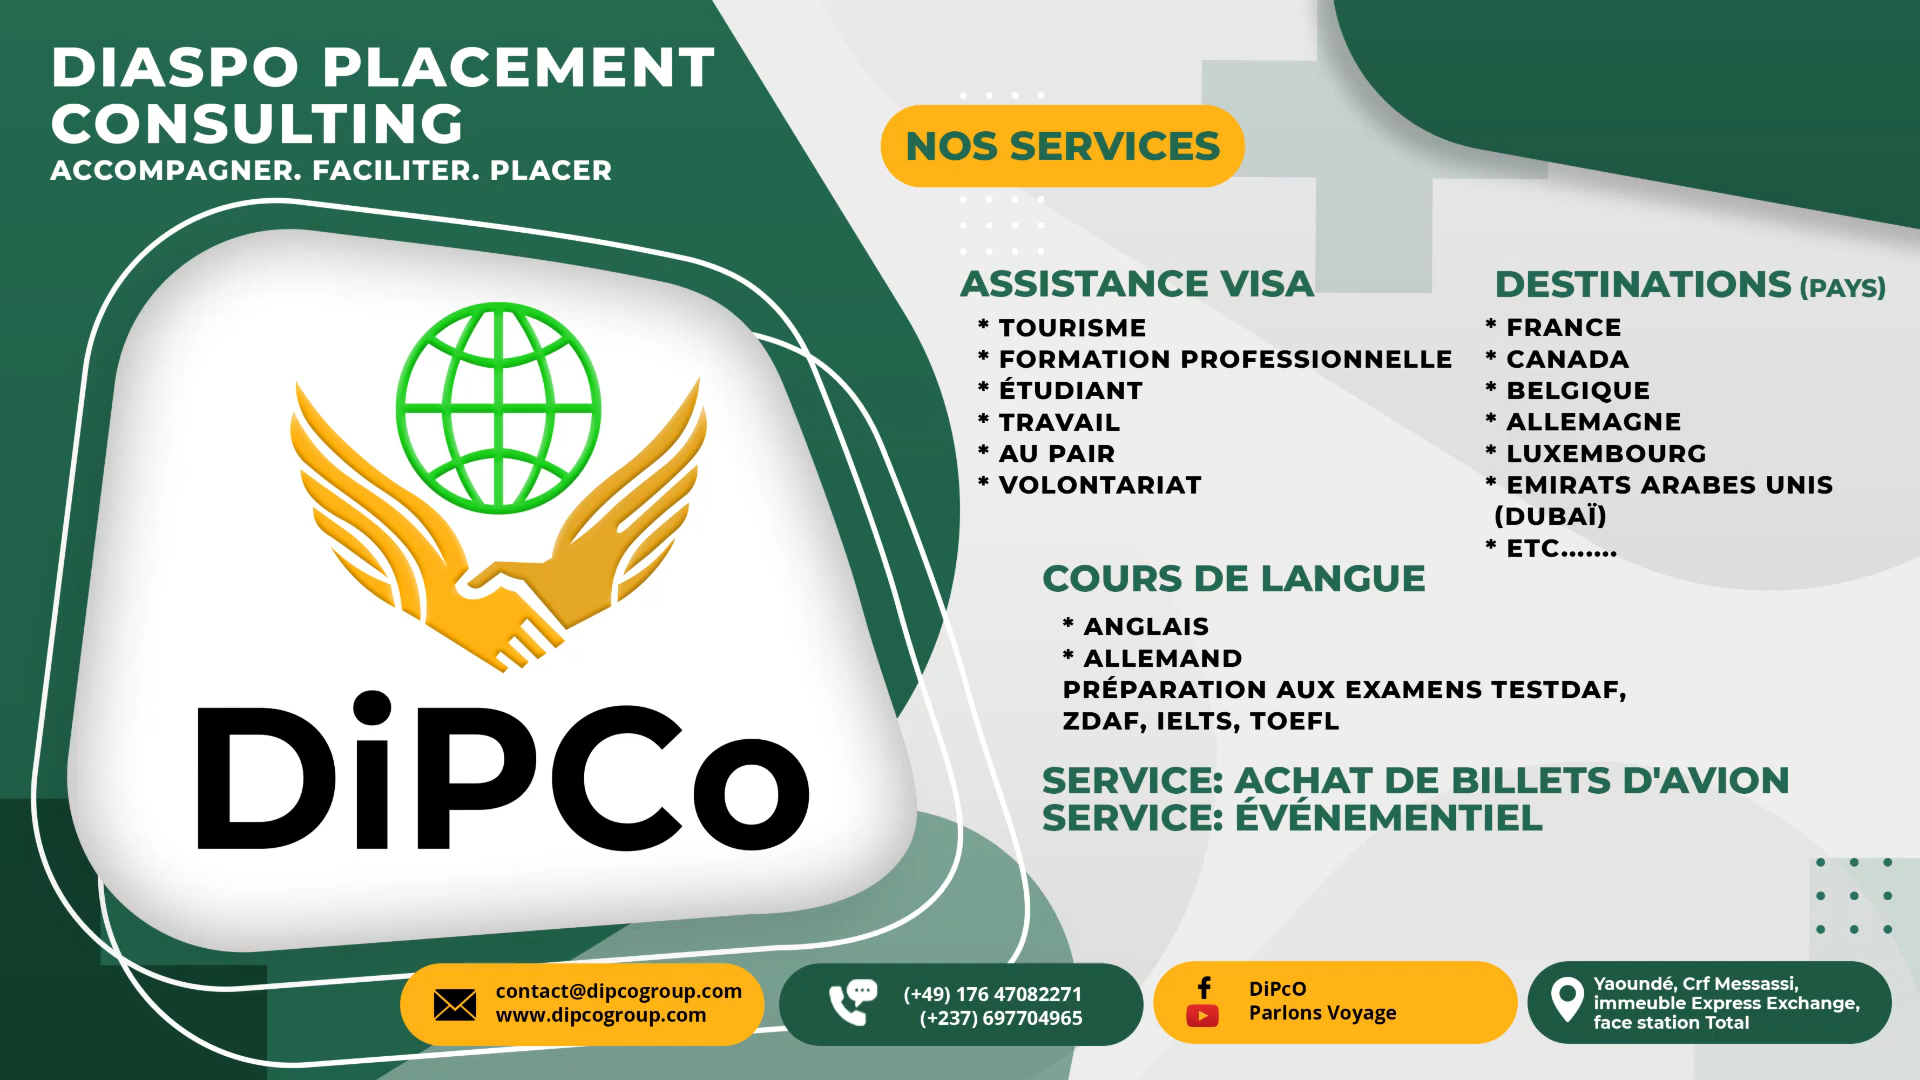 DIASPO PLACEMENT
CONSULTING
ACCOMPAGNER. FACILITER. PLACER
DiPCo
NOS SERVICES
ASSISTANCE VISA
* TOURISME
* FORMATION PROFESSIONNELLE
* ÉTUDIANT
* TRAVAIL
* AU PAIR
* VOLONTARIAT
DESTINATIONS (PAYS)
* FRANCE
* CANADA
* BELGIQUE
* ALLEMAGNE
* LUXEMBOURG
* EMIRATS ARABES UNIS
(DUBAÏ)
* ETC.......
COURS DE LANGUE
* ANGLAIS
* ALLEMAND
PRÉPARATION AUX EXAMENS TESTDAF,
ZDAF, IELTS, TOEFL
SERVICE: ACHAT DE BILLETS D'AVION
SERVICE: ÉVÉNEMENTIEL
contact@dipcogroup.com
www.dipcogroup.com
(+49) 176 47082271
(+237) 697704965
DiPcO
Parlons Voyage
Yaoundé, Crf Messassi,
immeuble Express Exchange,
face station Total